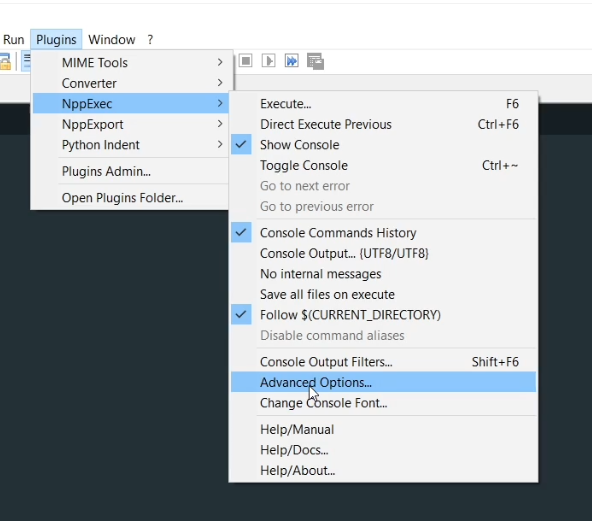 Run Plugins Window ?
MIME Tools
Converter
NppExec
NppExport
Python Indent
Plugins Admin...
Open Plugins Folder...
Execute... F6
Direct Execute Previous Ctrl+F6
Show Console
Toggle Console Ctrl+~
Go to next error
Go to previous error
Console Commands History
Console Output... {UTF8/UTF8}
No internal messages
Save all files on execute
Follow $(CURRENT_DIRECTORY)
Disable command aliases
Console Output Filters... Shift+F6
Advanced Options...
Change Console Font...
Help/Manual
Help/Docs...
Help/About...